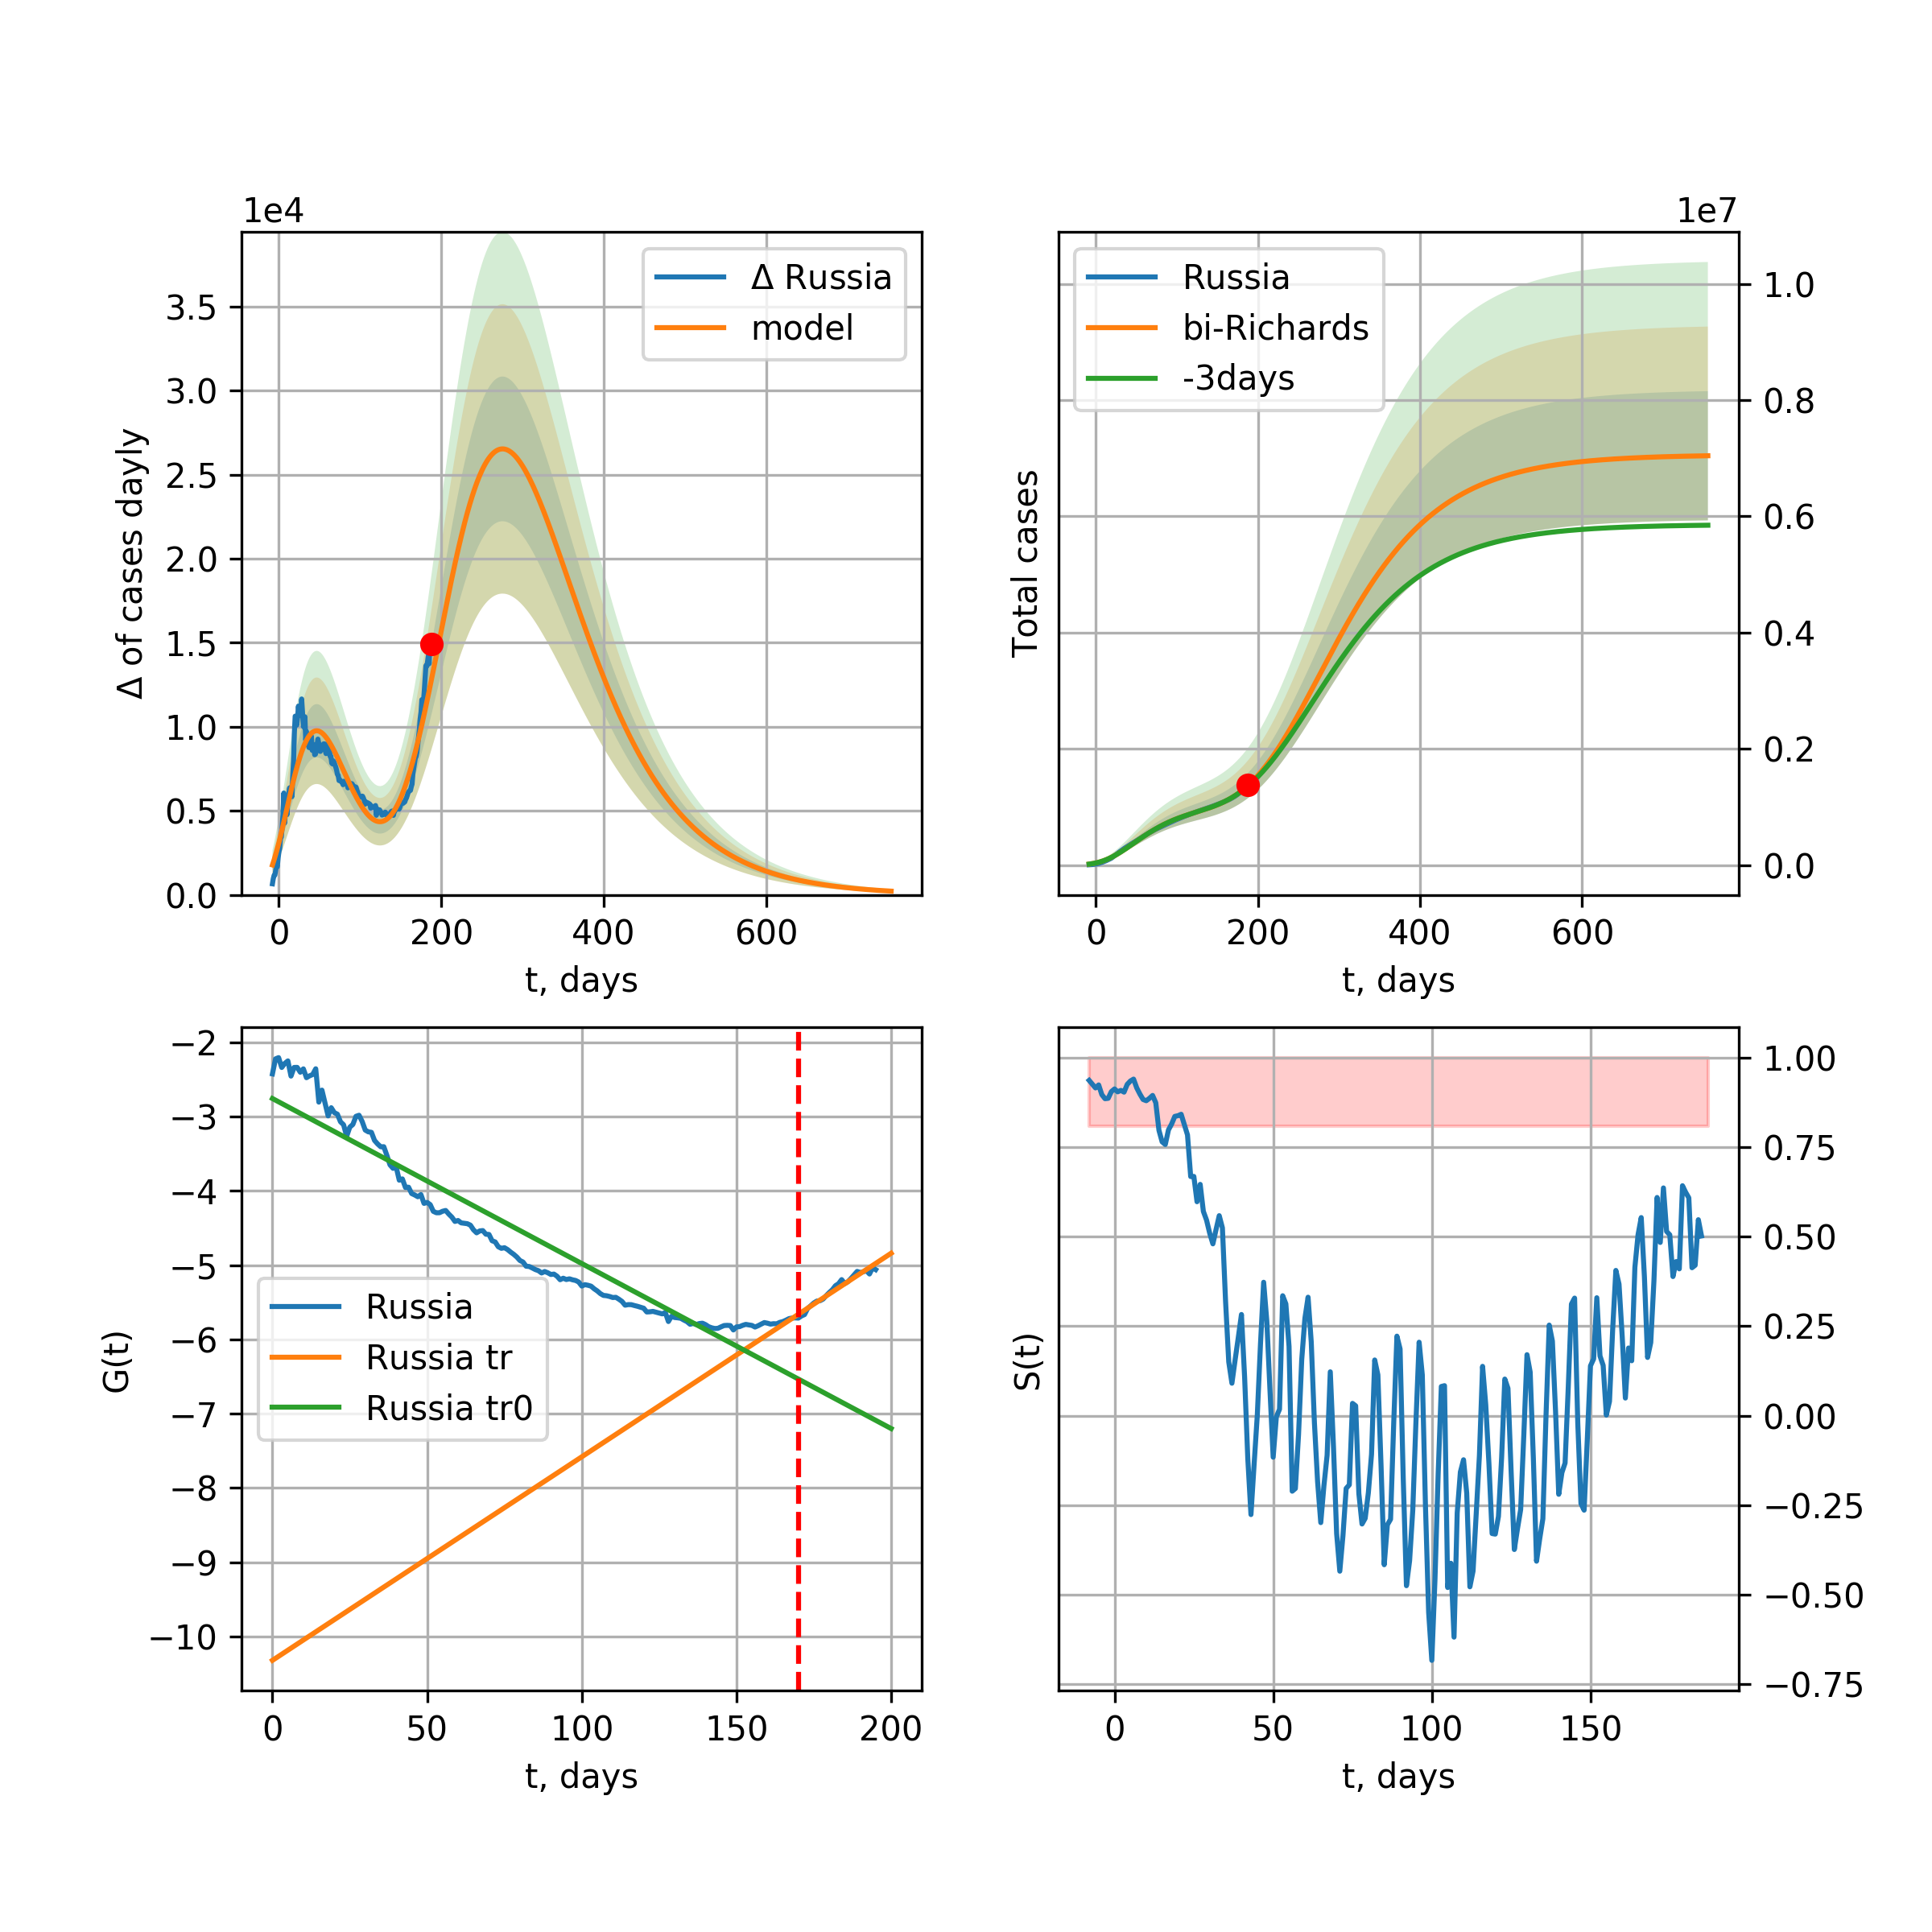 1e4
Δ of cases dayly
3.5
3.0
2.5
2.0
1.5
1.0
0.5
0.0
Δ Russia
model
0 200 400 600
t, days
1e7
Total cases
Russia
bi-Richards
-3days
1.0
0.8
0.6
0.4
0.2
0.0
0 200 400 600
t, days
G(t)
−2
−3
−4
−5
−6
−7
−8
−9
−10
Russia
Russia tr
Russia tr0
0 50 100 150 200
t, days
S(t)
1.00
0.75
0.50
0.25
0.00
−0.25
−0.50
−0.75
0 50 100 150
t, days